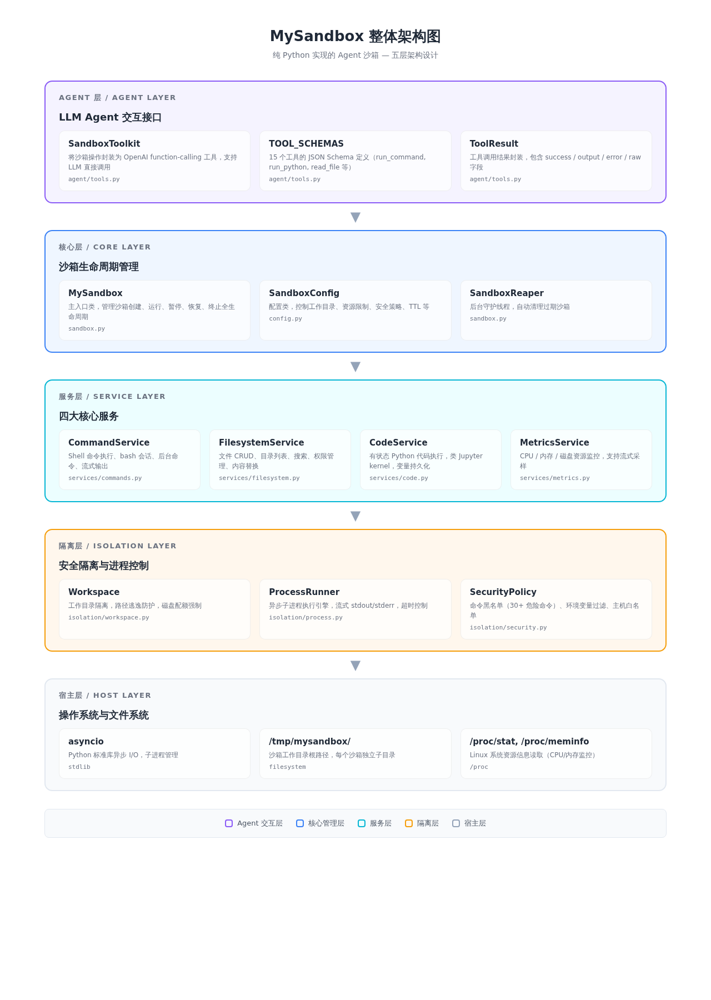 MySandbox 整体架构图
纯 Python 实现的 Agent 沙箱 — 五层架构设计
AGENT 层 / AGENT LAYER
LLM Agent 交互接口
SandboxToolkit
将沙箱操作封装为 OpenAI function-calling 工具，支持
LLM 直接调用
agent/tools.py
TOOL_SCHEMAS
15 个工具的 JSON Schema 定义（run_command,
run_python, read_file 等）
agent/tools.py
ToolResult
工具调用结果封装，包含 success / output / error / raw
字段
agent/tools.py
▼
核心层 / CORE LAYER
沙箱生命周期管理
MySandbox
主入口类，管理沙箱创建、运行、暂停、恢复、终止全生
命周期
sandbox.py
SandboxConfig
配置类，控制工作目录、资源限制、安全策略、TTL 等
config.py
SandboxReaper
后台守护线程，自动清理过期沙箱
sandbox.py
▼
服务层 / SERVICE LAYER
四大核心服务
CommandService
Shell 命令执行、bash 会话、后台命
令、流式输出
services/commands.py
FilesystemService
文件 CRUD、目录列表、搜索、权限管
理、内容替换
services/filesystem.py
CodeService
有状态 Python 代码执行，类 Jupyter
kernel，变量持久化
services/code.py
MetricsService
CPU / 内存 / 磁盘资源监控，支持流式采
样
services/metrics.py
▼
隔离层 / ISOLATION LAYER
安全隔离与进程控制
Workspace
工作目录隔离，路径逃逸防护，磁盘配额强制
isolation/workspace.py
ProcessRunner
异步子进程执行引擎，流式 stdout/stderr，超时控制
isolation/process.py
SecurityPolicy
命令黑名单（30+ 危险命令）、环境变量过滤、主机白名
单
isolation/security.py
▼
宿主层 / HOST LAYER
操作系统与文件系统
asyncio
Python 标准库异步 I/O，子进程管理
stdlib
/tmp/mysandbox/
沙箱工作目录根路径，每个沙箱独立子目录
filesystem
/proc/stat, /proc/meminfo
Linux 系统资源信息读取（CPU/内存监控）
/proc
Agent 交互层
核心管理层
服务层
隔离层
宿主层